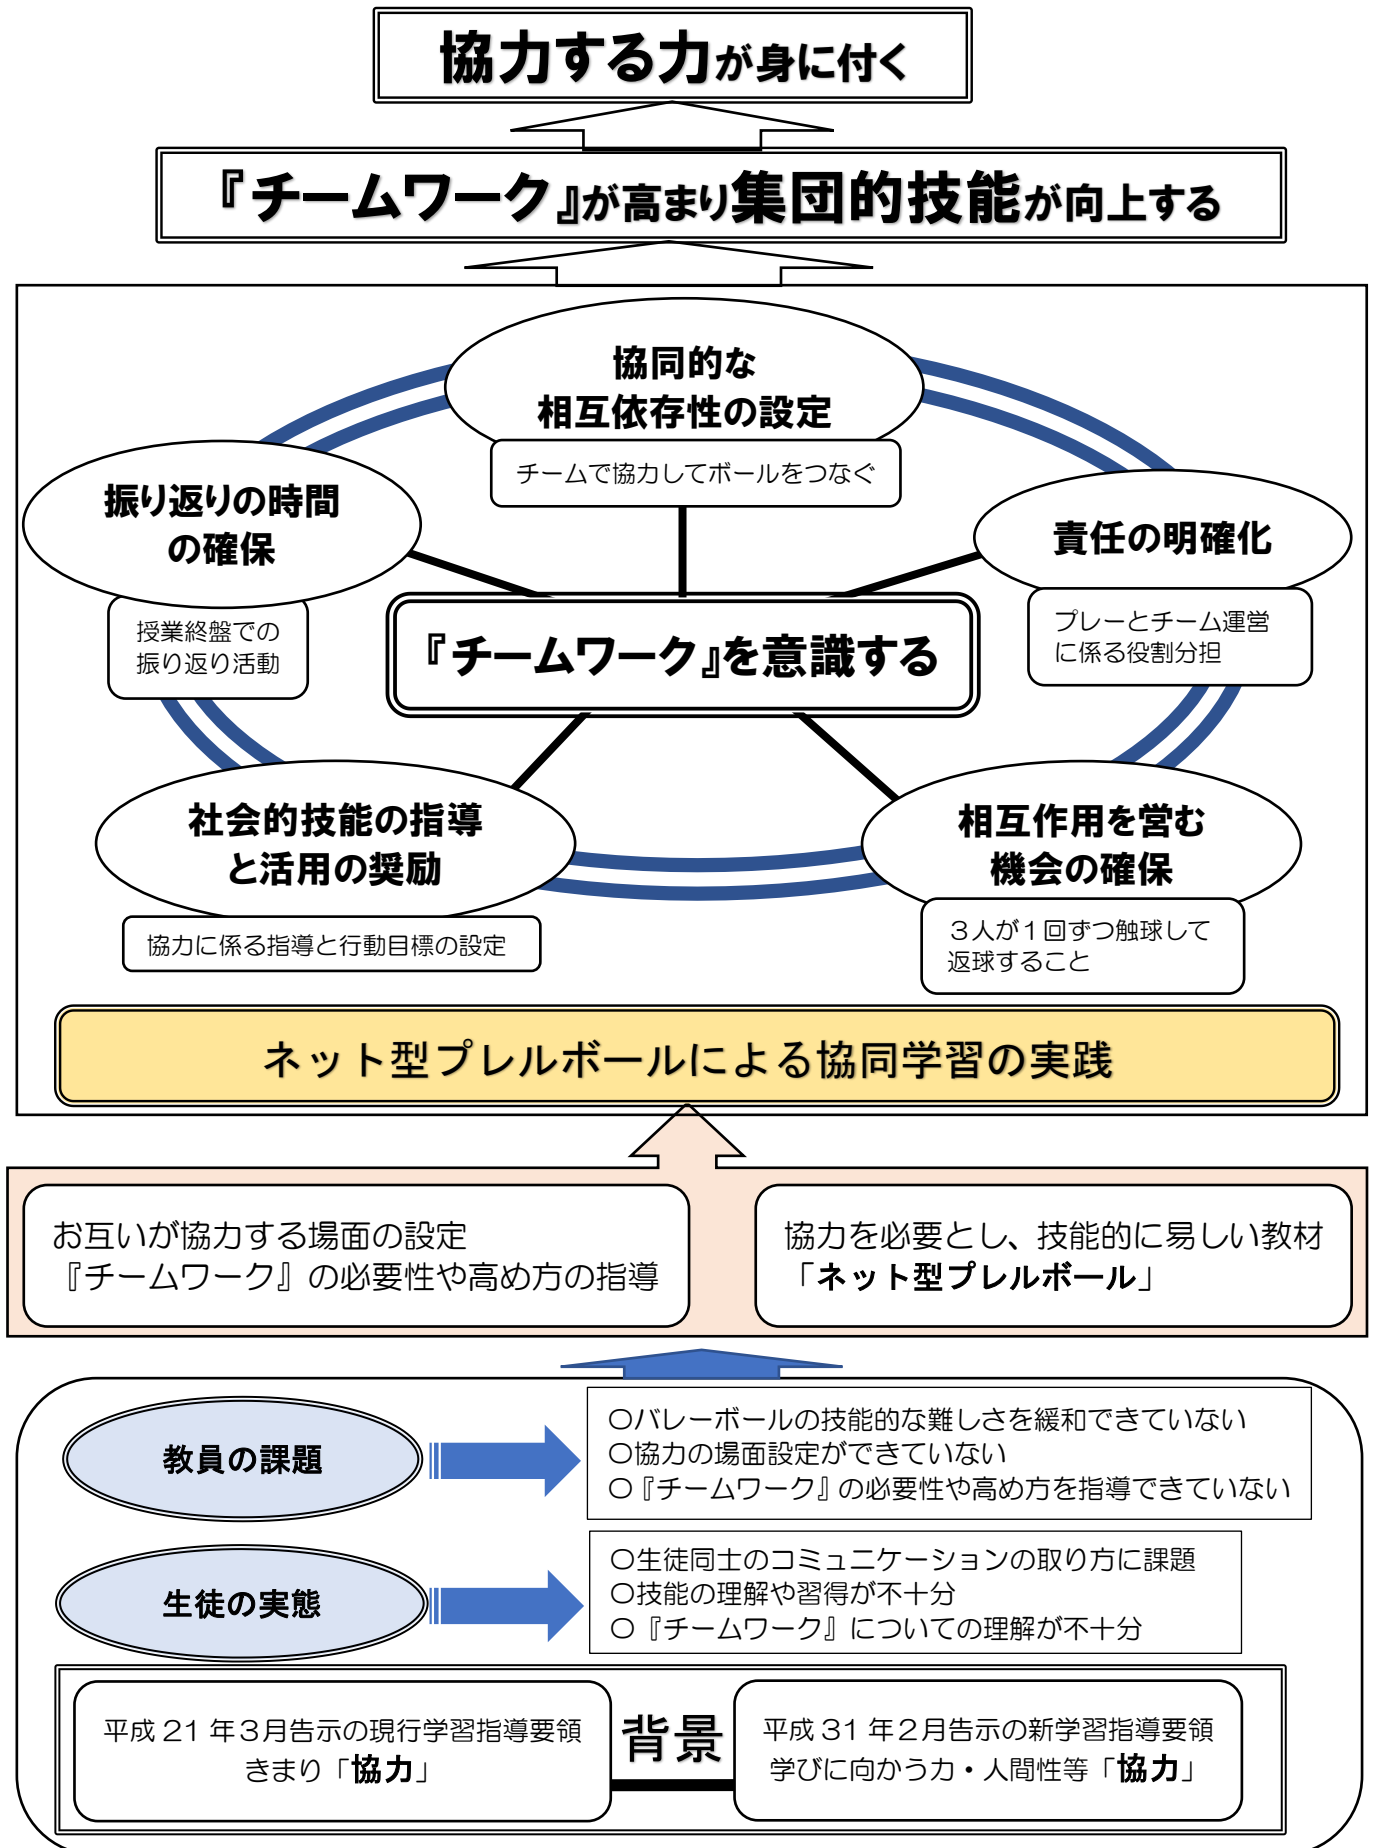 協力する力が身に付く
『チームワーク』が高まり集団的技能が向上する
協同的な
相互依存性の設定
チームで協力してボールをつなぐ
振り返りの時間
の確保
授業終盤での
振り返り活動
責任の明確化
プレーとチーム運営
に係る役割分担
『チームワーク』を意識する
社会的技能の指導
と活用の奨励
協力に係る指導と行動目標の設定
相互作用を営む
機会の確保
３人が１回ずつ触球して
返球すること
ネット型プレルボールによる協同学習の実践
お互いが協力する場面の設定
『チームワーク』の必要性や高め方の指導
協力を必要とし、技能的に易しい教材
「ネット型プレルボール」
教員の課題
〇バレーボールの技能的な難しさを緩和できていない
〇協力の場面設定ができていない
〇『チームワーク』の必要性や高め方を指導できていない
生徒の実態
〇生徒同士のコミュニケーションの取り方に課題
〇技能の理解や習得が不十分
〇『チームワーク』についての理解が不十分
平成 21 年３月告示の現行学習指導要領
きまり「協力」
背景
平成 31 年２月告示の新学習指導要領
学びに向かう力・人間性等「協力」